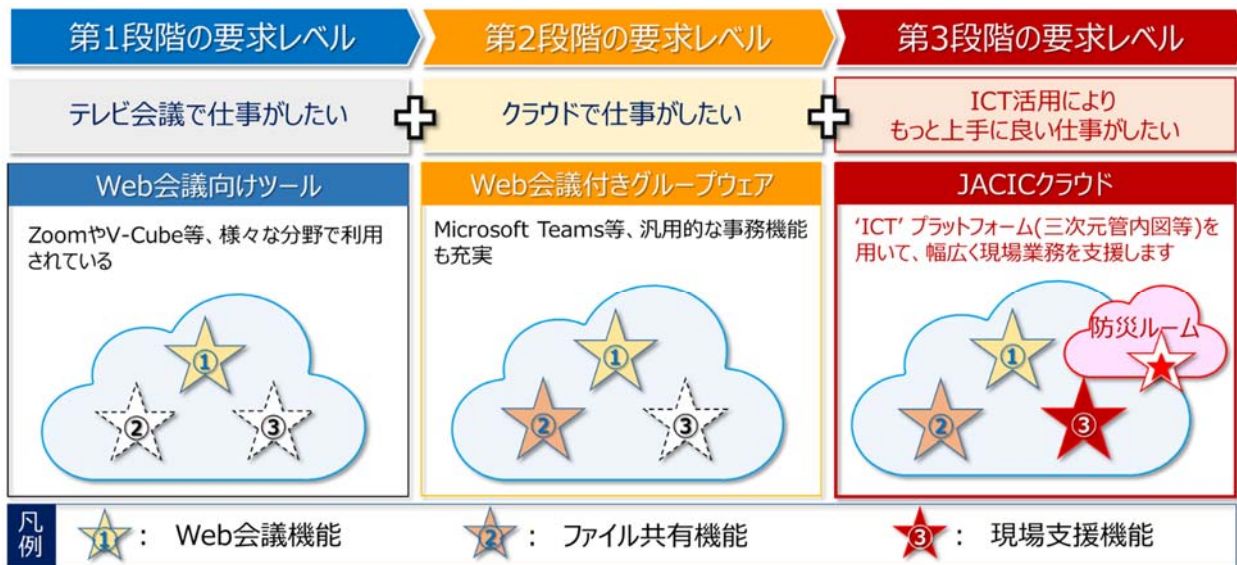 第1段階の要求レベル
第2段階の要求レベル
第3段階の要求レベル
テレビ会議で仕事がしたい
クラウドで仕事がしたい
ICT活用により
もっと上手に良い仕事がしたい
Web会議向けツール
ZoomやV-Cube等、様々な分野で利用
されている
①
②
③
Web会議付きグループウェア
Microsoft Teams等、汎用的な事務機能
も充実
①
②
③
JACICクラウド
‘ICT’ プラットフォーム(三次元管内図等)を
用いて、幅広く現場業務を支援します
防災ルーム
①
②
③
凡例
①： Web会議機能
②： ファイル共有機能
③： 現場支援機能